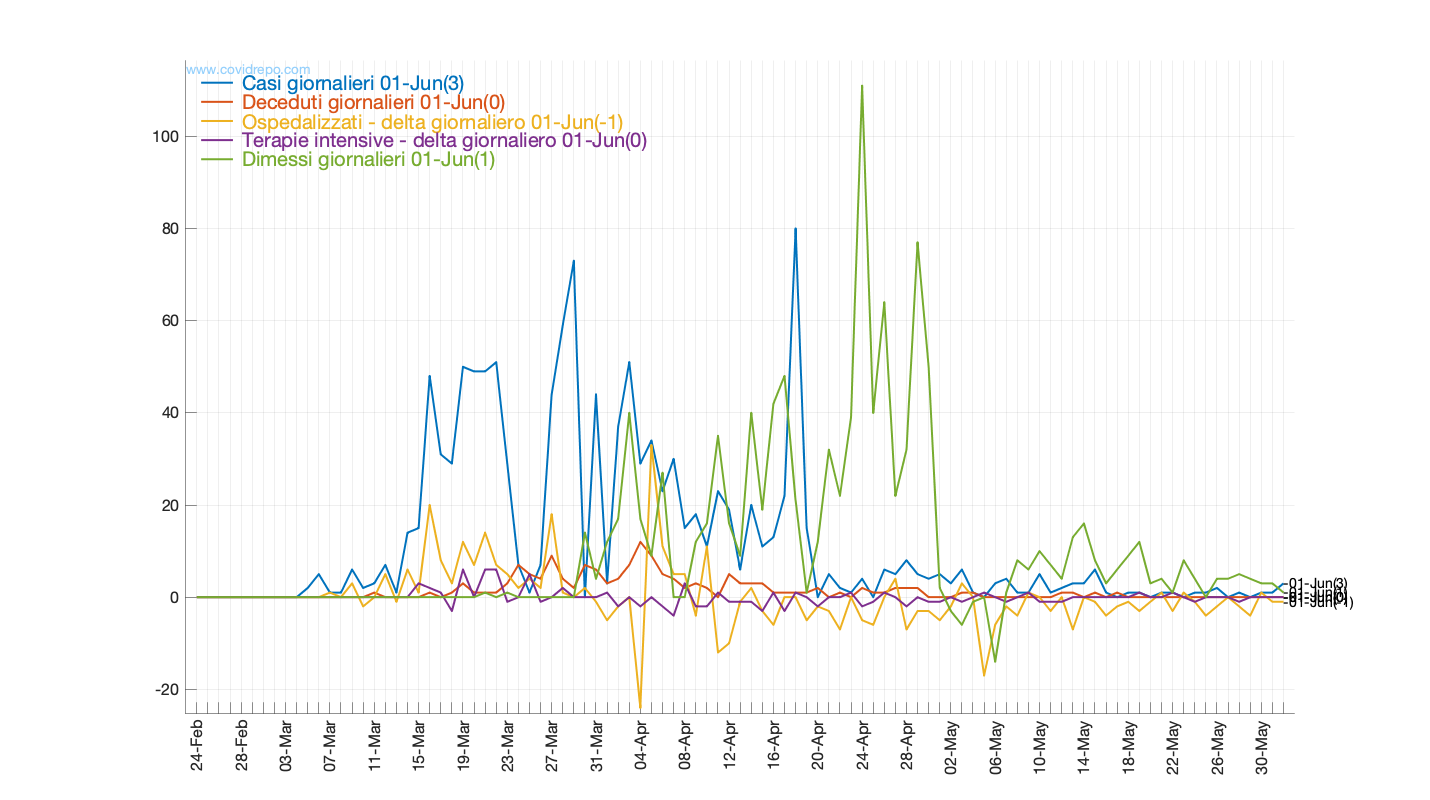 www.covidrepo.com
Casi giornalieri 01-Jun(3)
Deceduti giornalieri 01-Jun(0)
Ospedalizzati - delta giornaliero 01-Jun(-1)
Terapie intensive - delta giornaliero 01-Jun(0)
Dimessi giornalieri 01-Jun(1)
100
80
60
40
20
0
-20
01-Jun(3)
01-Jun(-1)
24-Feb
28-Feb
03-Mar
07-Mar
11-Mar
15-Mar
19-Mar
23-Mar
27-Mar
31-Mar
04-Apr
08-Apr
12-Apr
16-Apr
20-Apr
24-Apr
28-Apr
02-May
06-May
10-May
14-May
18-May
22-May
26-May
30-May